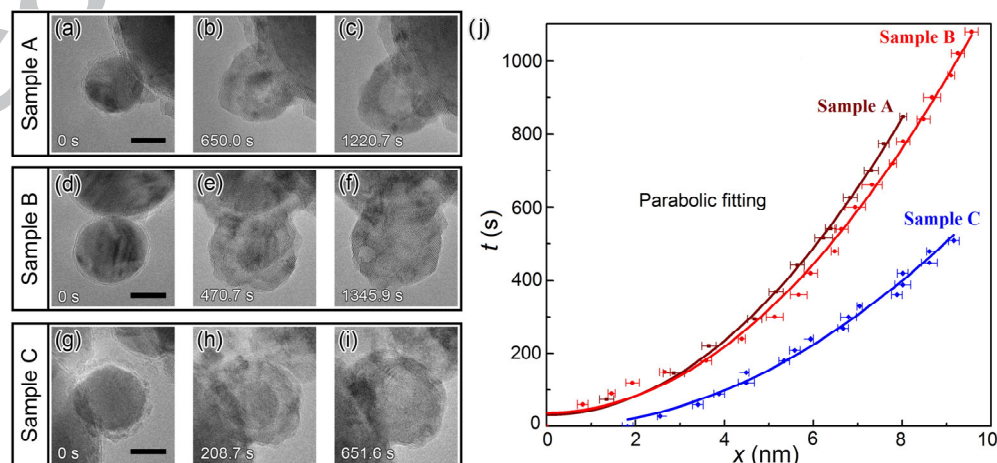 Sample A
(a)
(b)
(c)
0 s
650.0 s
1220.7 s
Sample B
(d)
(e)
(f)
0 s
470.7 s
1345.9 s
Sample C
(g)
(h)
(i)
0 s
208.7 s
651.6 s
(j)
Sample B
Sample A
Parabolic fitting
Sample C
t (s)
1000
800
600
400
200
0
0 2 4 6 8 10
x (nm)